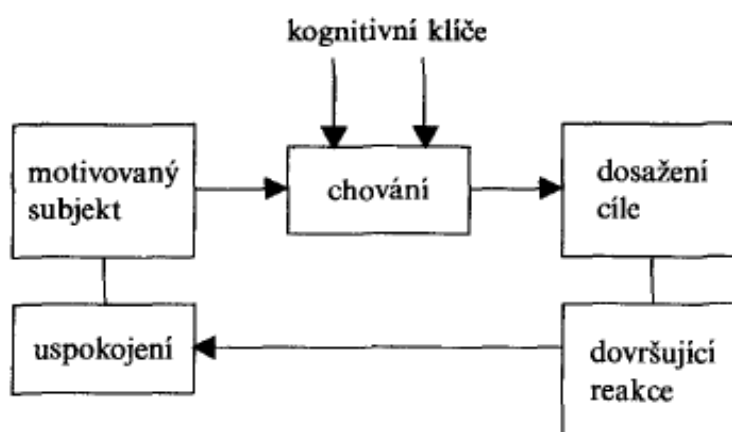 kognitivní klíče
motivovaný
subjekt
chování
dosažení
cíle
uspokojení
dovršující
reakce